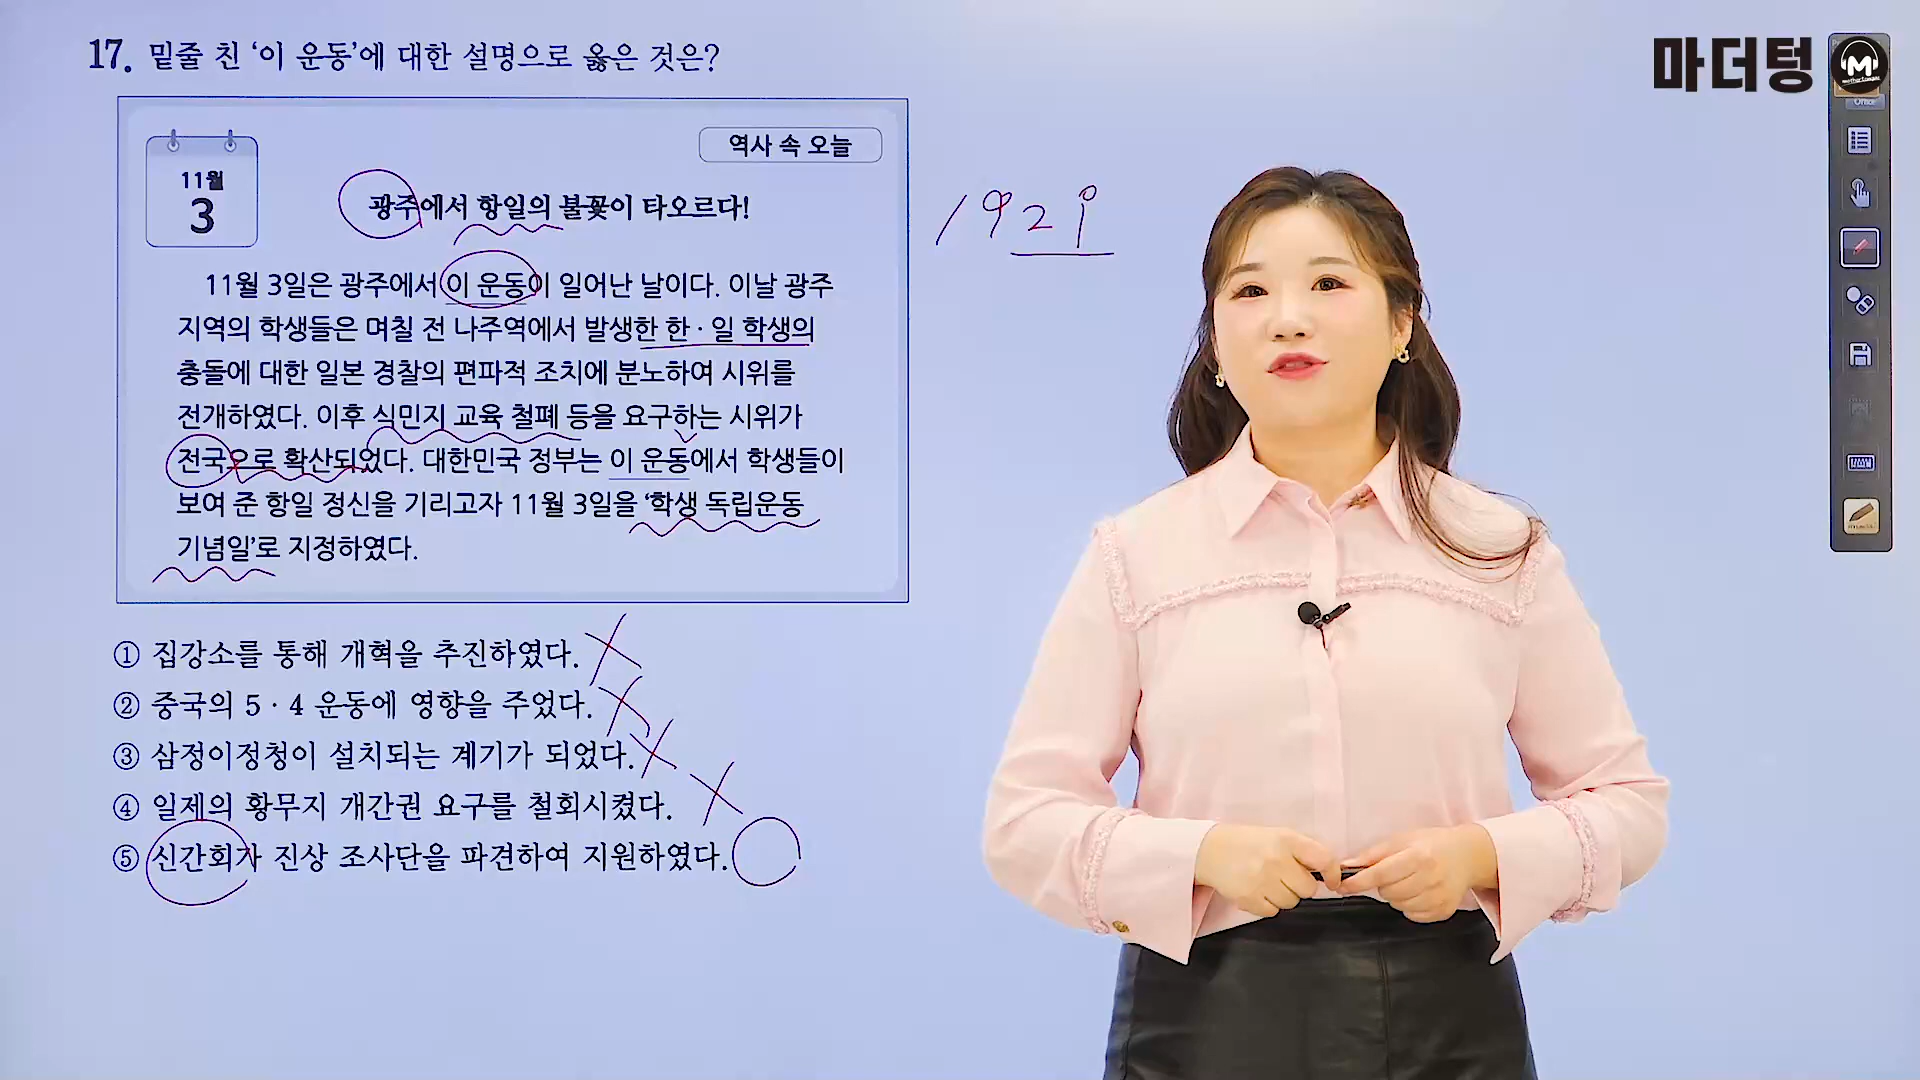 17. 밑줄 친 ‘이 운동’에 대한 설명으로 옳은 것은?
마더텅
M
역사 속 오늘
11월
3
광주에서 항일의 불꽃이 타오르다!
1929
11월 3일은 광주에서 이 운동이 일어난 날이다. 이날 광주
지역의 학생들은 며칠 전 나주역에서 발생한 한·일 학생의
충돌에 대한 일본 경찰의 편파적 조치에 분노하여 시위를
전개하였다. 이후 식민지 교육 철폐 등을 요구하는 시위가
전국으로 확산되었다. 대한민국 정부는 이 운동에서 학생들이
보여 준 항일 정신을 기리고자 11월 3일을 ‘학생 독립운동
기념일’로 지정하였다.
① 집강소를 통해 개혁을 추진하였다.
② 중국의 5·4 운동에 영향을 주었다.
③ 삼정이정청이 설치되는 계기가 되었다.
④ 일제의 황무지 개간권 요구를 철회시켰다.
⑤ 신간회가 진상 조사단을 파견하여 지원하였다.